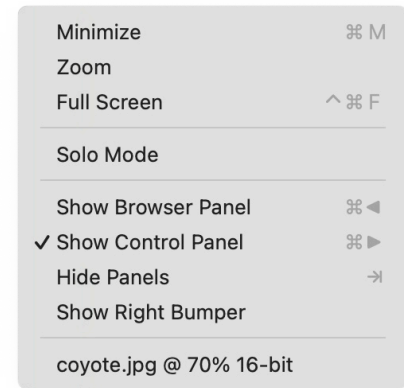 Minimize ⌘ M
Zoom
Full Screen ^ ⌘ F
Solo Mode
Show Browser Panel ⌘ ◀
✓ Show Control Panel ⌘ ▶
Hide Panels ⇥
Show Right Bumper
coyote.jpg @ 70% 16-bit